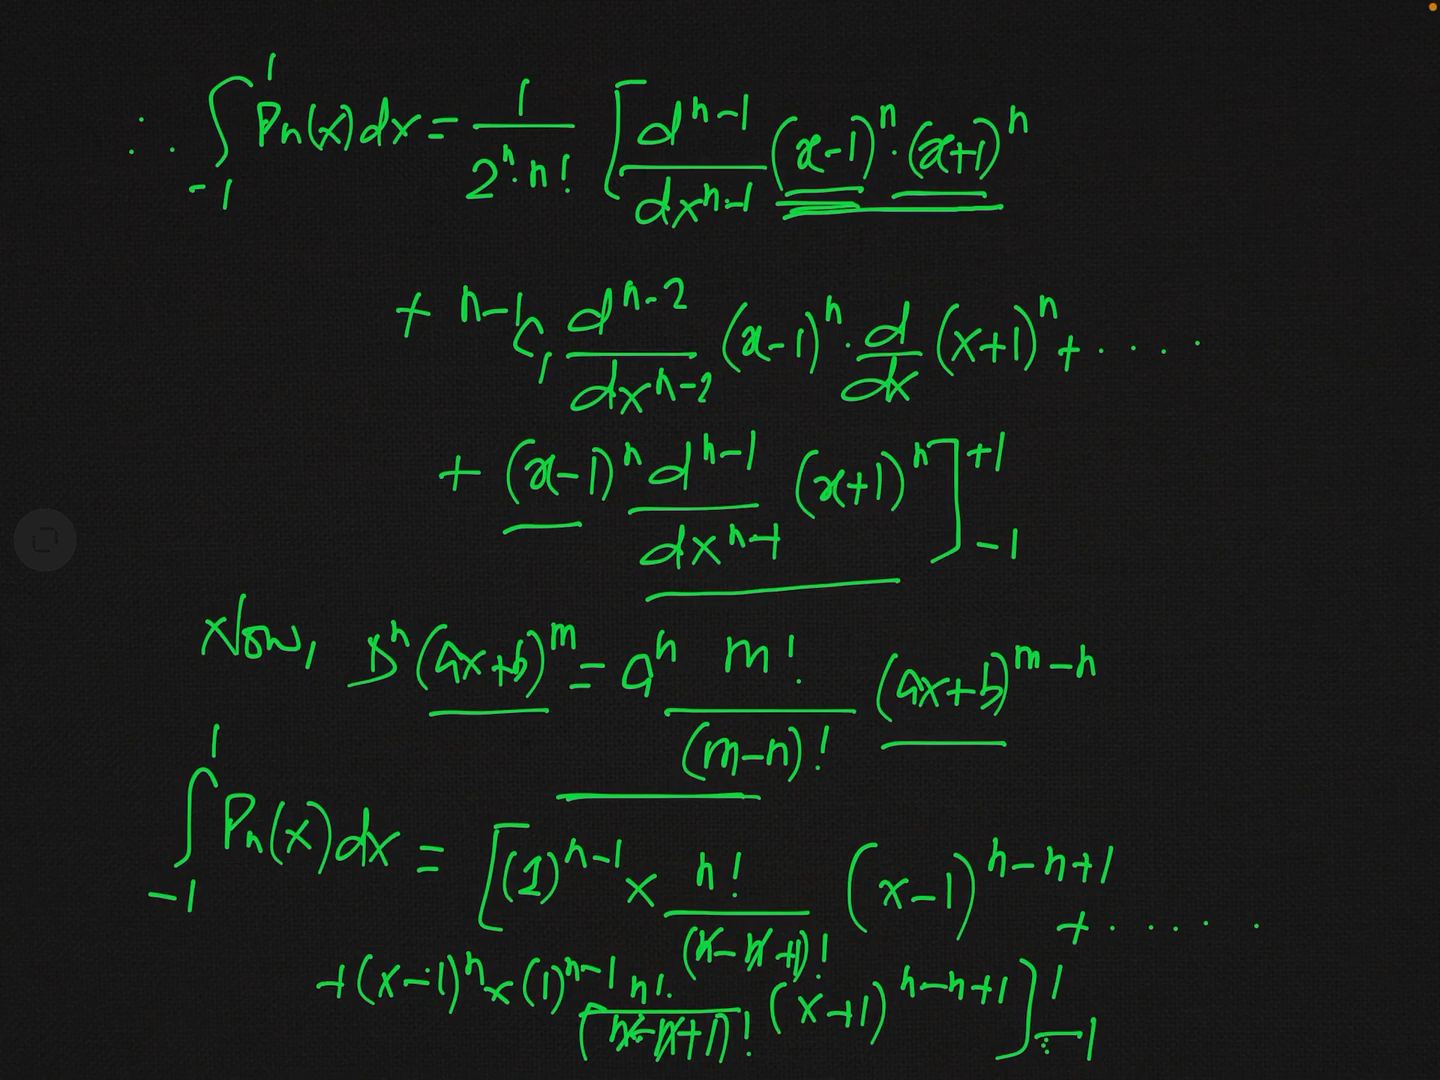 ∴ ∫_{-1}^{1} Pn(x)dx = 1/(2^n · n!) [ d^{n-1}/dx^{n-1} (x-1)^n · (x+1)^n
+ ^{n-1}C_1 d^{n-2}/dx^{n-2} (x-1)^n · d/dx (x+1)^n + ....
+ (x-1)^n d^{n-1}/dx^{n-1} (x+1)^n ]_{-1}^{+1}
Now, D^n (ax+b)^m = a^n m!/(m-n)! (ax+b)^{m-n}
∫_{-1}^{1} Pn(x)dx = [ (1)^{n-1} × n!/(n-n+1)! (x-1)^{n-n+1} + .....
+ (x-1)^n × (1)^{n-1} n!/(n-n+1)! (x+1)^{n-n+1} ]_{-1}^{1}